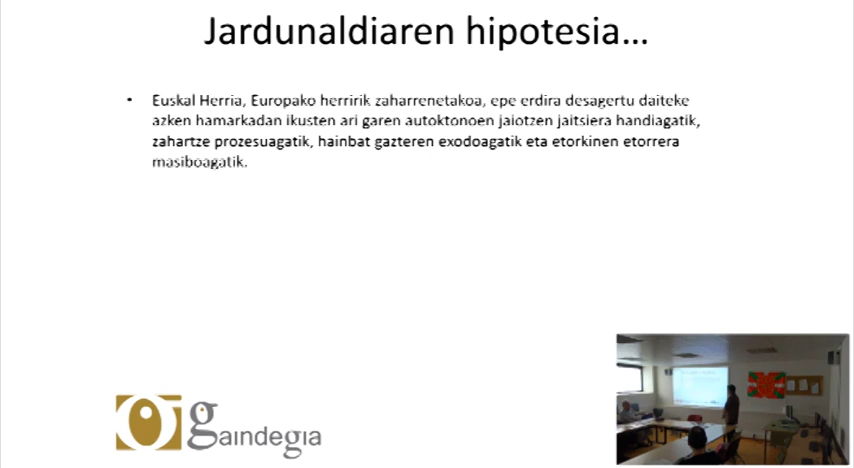 Jardunaldiaren hipotesia...
• Euskal Herria, Europako herririk zaharrenetakoa, epe erdira desagertu daiteke
azken hamarkadan ikusten ari garen autoktonoen jaiotzen jaitsiera handiagatik,
zahartze prozesuagatik, hainbat gazteren exodoagatik eta etorkinen etorrera
masiboagatik.
gaindegia